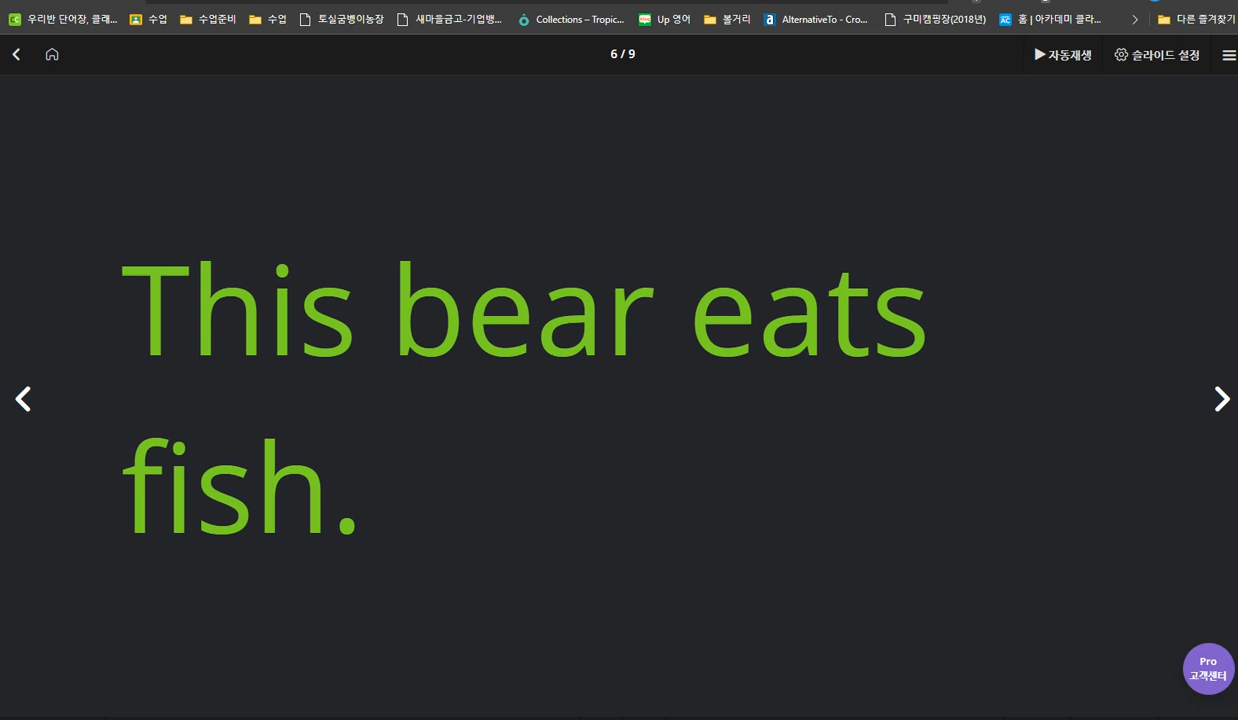 우리반 단어장, 클래... 수업 수업준비 수업 토실굼벵이농장 새마을금고-기업뱅... Collections – Tropic... Up 영어 볼거리 AlternativeTo - Cro... 구미캠핑장(2018년) 홈 | 아카데미 클라... 다른 즐겨찾기
6 / 9 자동재생 슬라이드 설정
This bear eats
fish.
Pro
고객센터